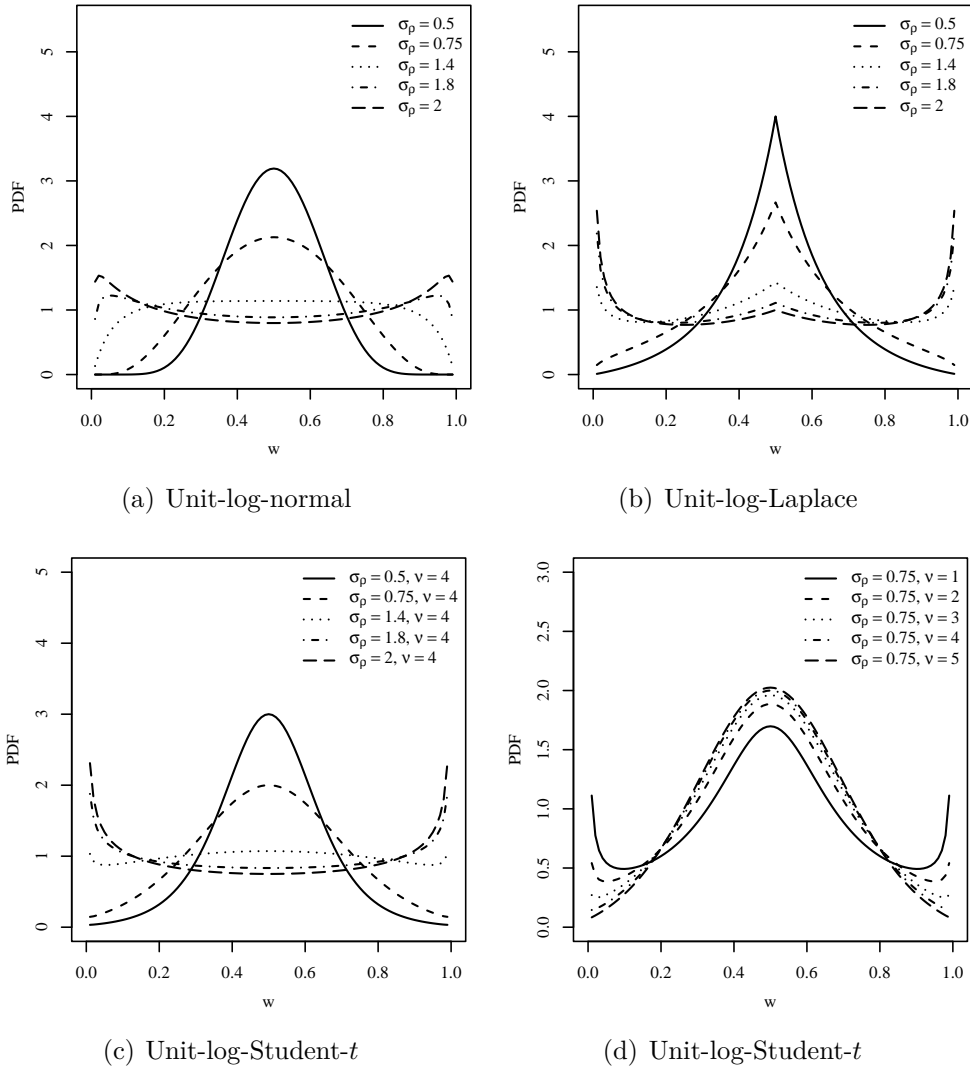 σρ = 0.5
σρ = 0.75
σρ = 1.4
σρ = 1.8
σρ = 2
PDF
0 1 2 3 4 5
0.0 0.2 0.4 0.6 0.8 1.0
w
(a) Unit-log-normal
σρ = 0.5
σρ = 0.75
σρ = 1.4
σρ = 1.8
σρ = 2
PDF
0 1 2 3 4 5
0.0 0.2 0.4 0.6 0.8 1.0
w
(b) Unit-log-Laplace
σρ = 0.5, ν = 4
σρ = 0.75, ν = 4
σρ = 1.4, ν = 4
σρ = 1.8, ν = 4
σρ = 2, ν = 4
PDF
0 1 2 3 4 5
0.0 0.2 0.4 0.6 0.8 1.0
w
(c) Unit-log-Student-t
σρ = 0.75, ν = 1
σρ = 0.75, ν = 2
σρ = 0.75, ν = 3
σρ = 0.75, ν = 4
σρ = 0.75, ν = 5
PDF
0.0 0.5 1.0 1.5 2.0 2.5 3.0
0.0 0.2 0.4 0.6 0.8 1.0
w
(d) Unit-log-Student-t